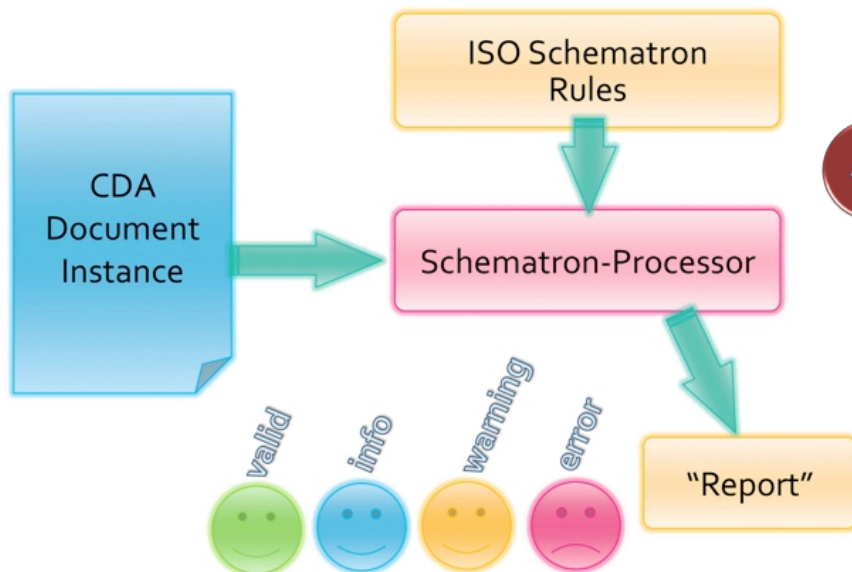 ISO Schematron
Rules
CDA
Document
Instance
Schematron-Processor
valid
info
warning
error
“Report”